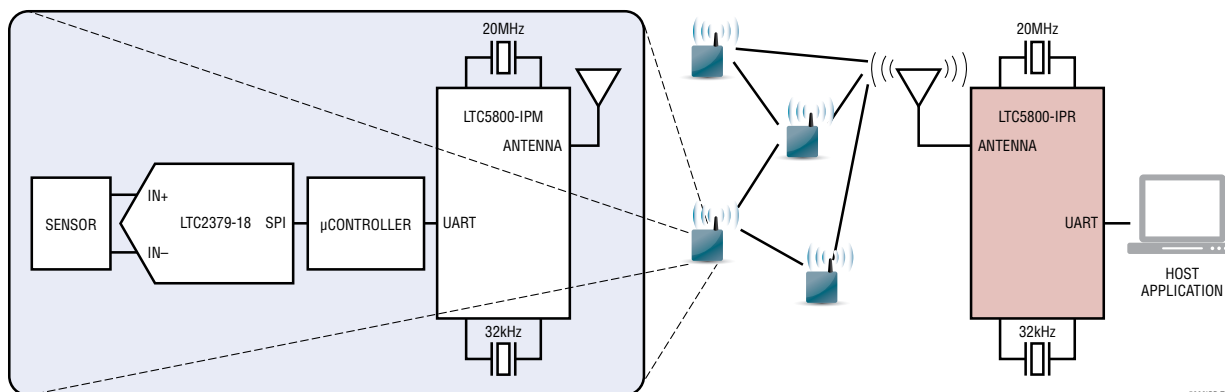 20MHz
LTC5800-IPM
ANTENNA
SENSOR
IN+
IN–
LTC2379-18
SPI
µCONTROLLER
UART
32kHz
20MHz
LTC5800-IPR
ANTENNA
UART
HOST
APPLICATION
32kHz